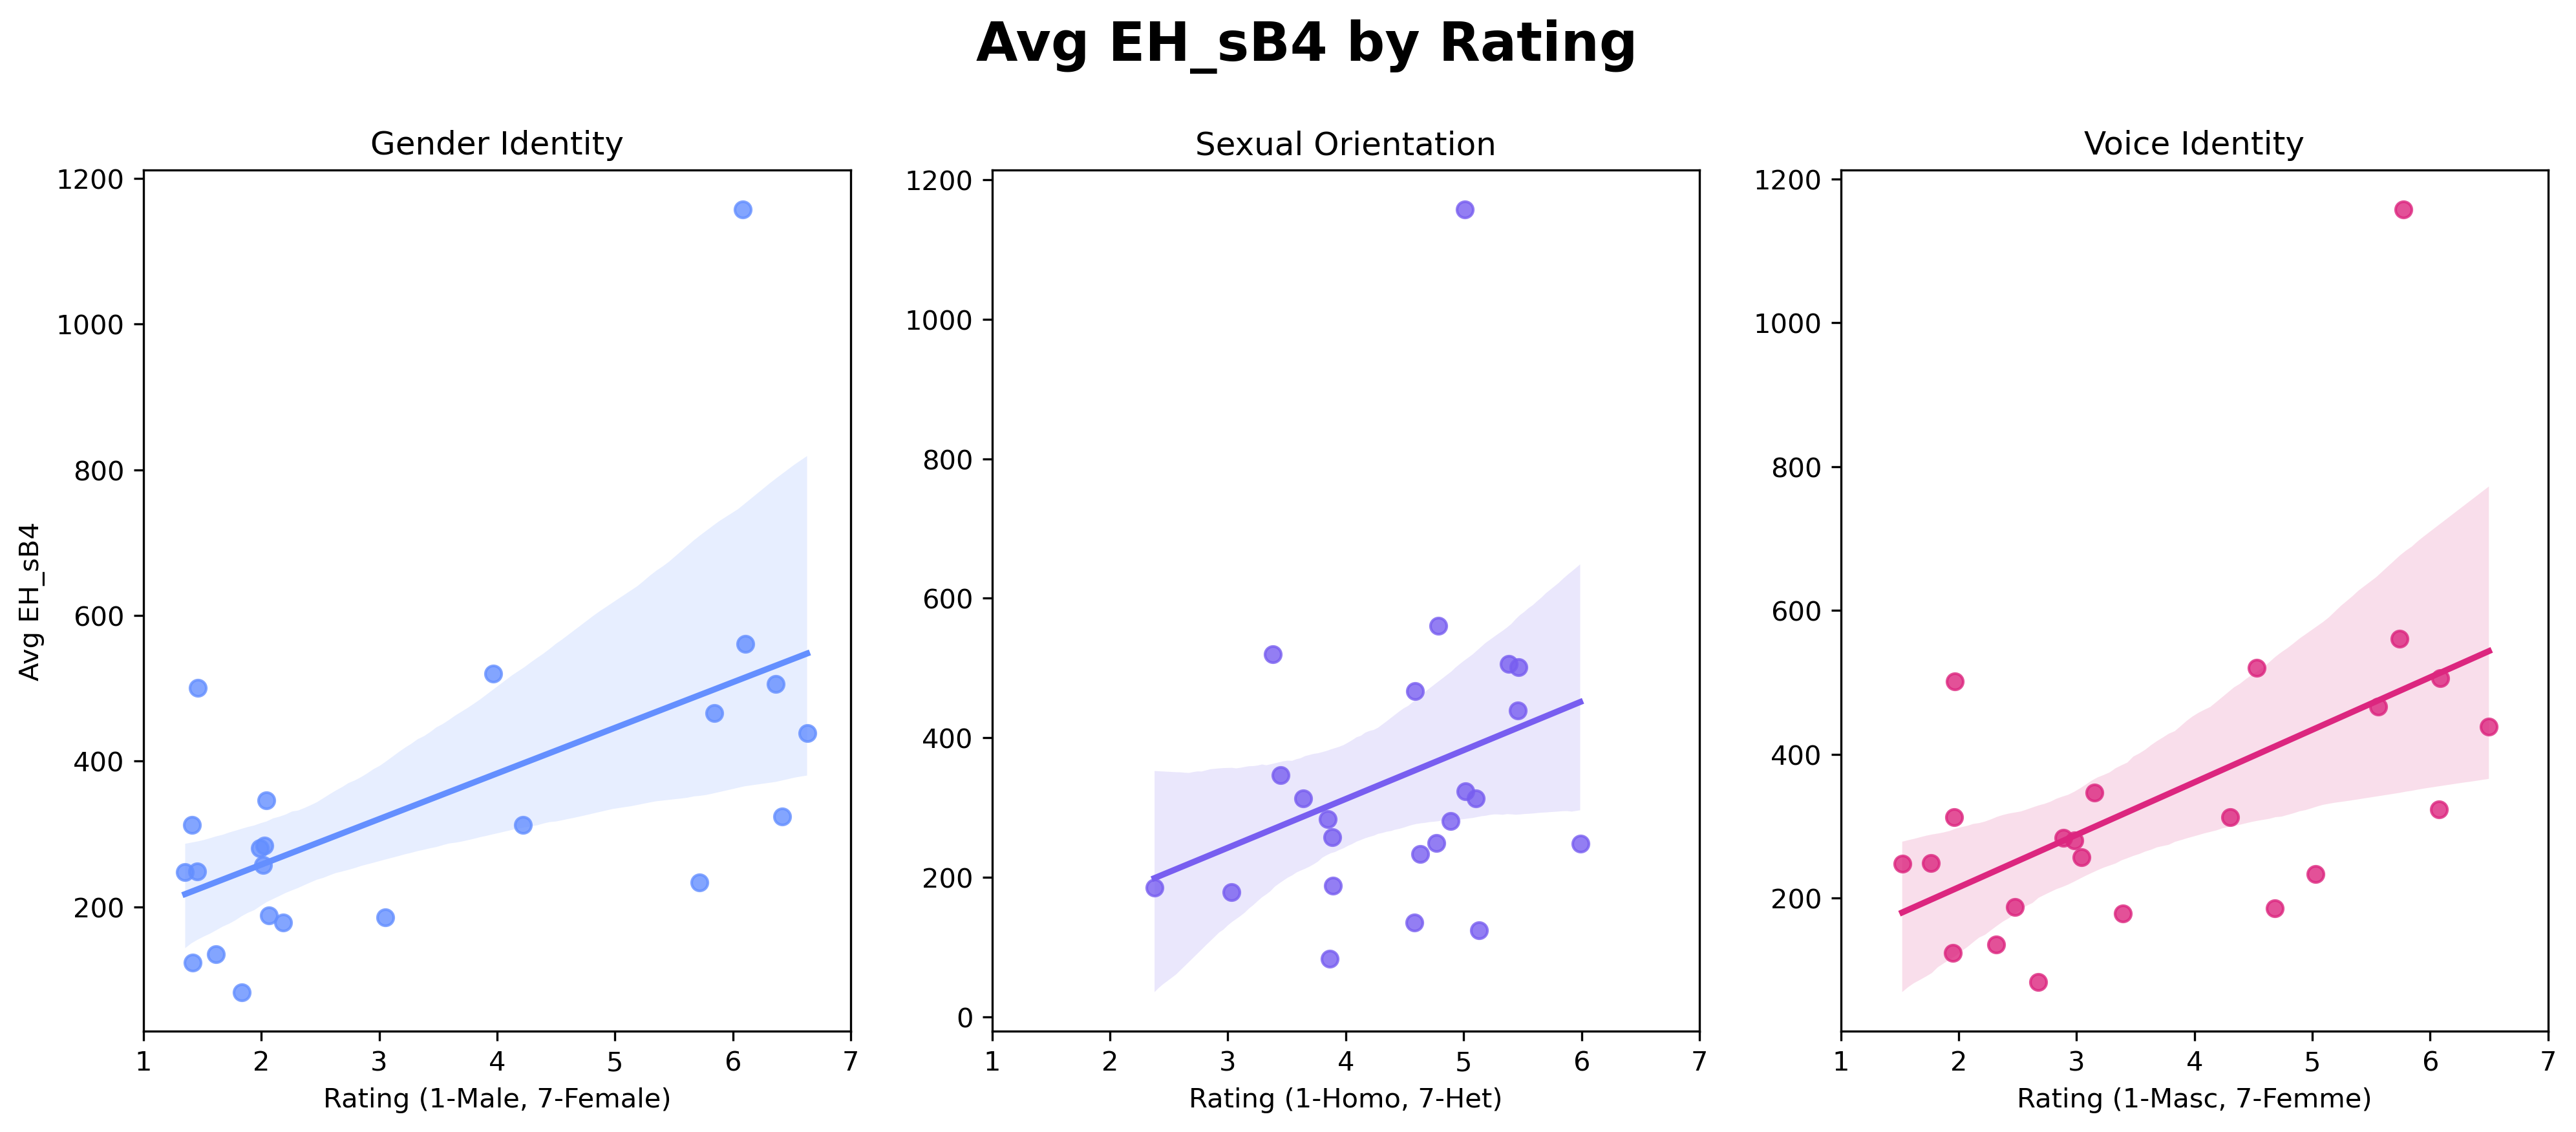 Avg EH_sB4 by Rating
Gender Identity
Sexual Orientation
Voice Identity
Avg EH_sB4
1200
1000
800
600
400
200
1 2 3 4 5 6 7
Rating (1-Male, 7-Female)
1200
1000
800
600
400
200
0
1 2 3 4 5 6 7
Rating (1-Homo, 7-Het)
1200
1000
800
600
400
200
1 2 3 4 5 6 7
Rating (1-Masc, 7-Femme)